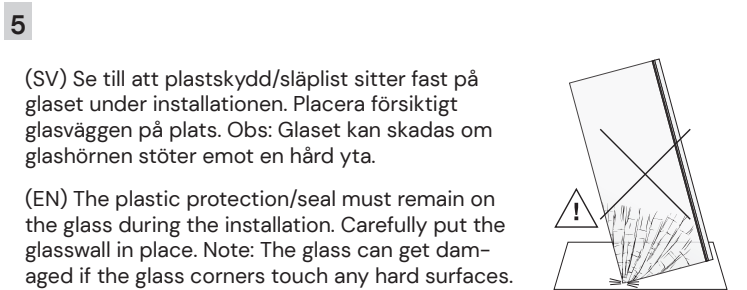 5
(SV) Se till att plastskydd/släplist sitter fast på
glaset under installationen. Placera försiktigt
glasväggen på plats. Obs: Glaset kan skadas om
glashörnen stöter emot en hård yta.
(EN) The plastic protection/seal must remain on
the glass during the installation. Carefully put the
glasswall in place. Note: The glass can get dam-
aged if the glass corners touch any hard surfaces.
!